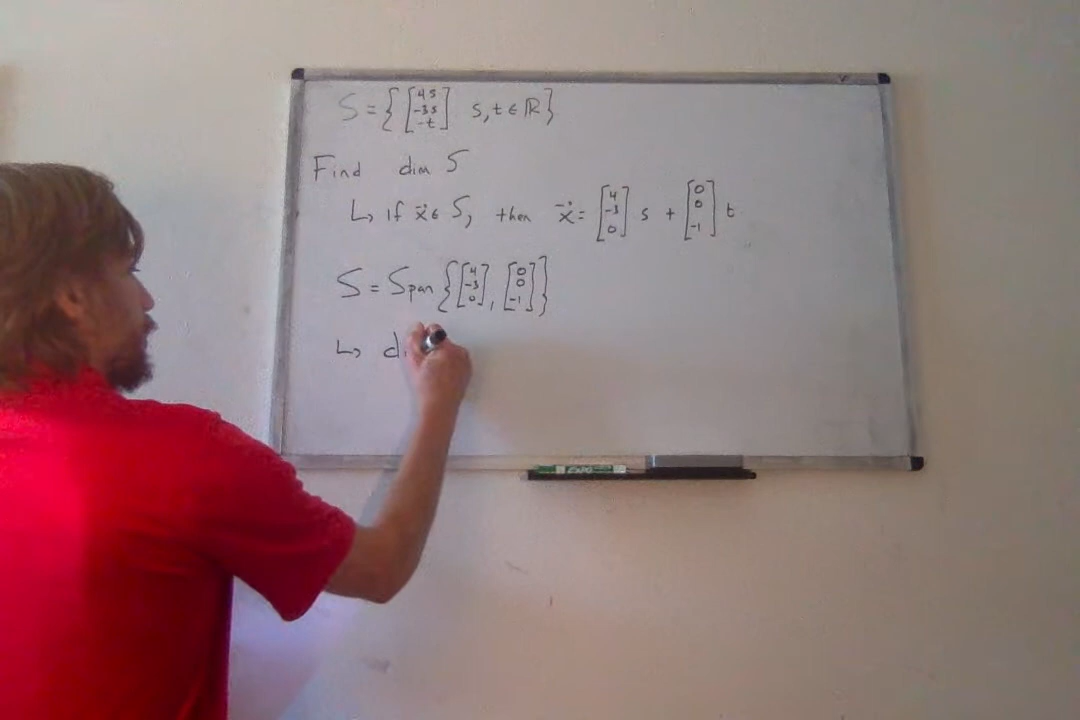 S = { [4s -3s -t] s, t ∈ ℝ }
Find dim S
↳ if x⃗ ∈ S, then x⃗ = [4 -3 0] s + [0 0 -1] t
S = Span { [4 -3 0], [0 0 -1] }
↳ di
EXPO